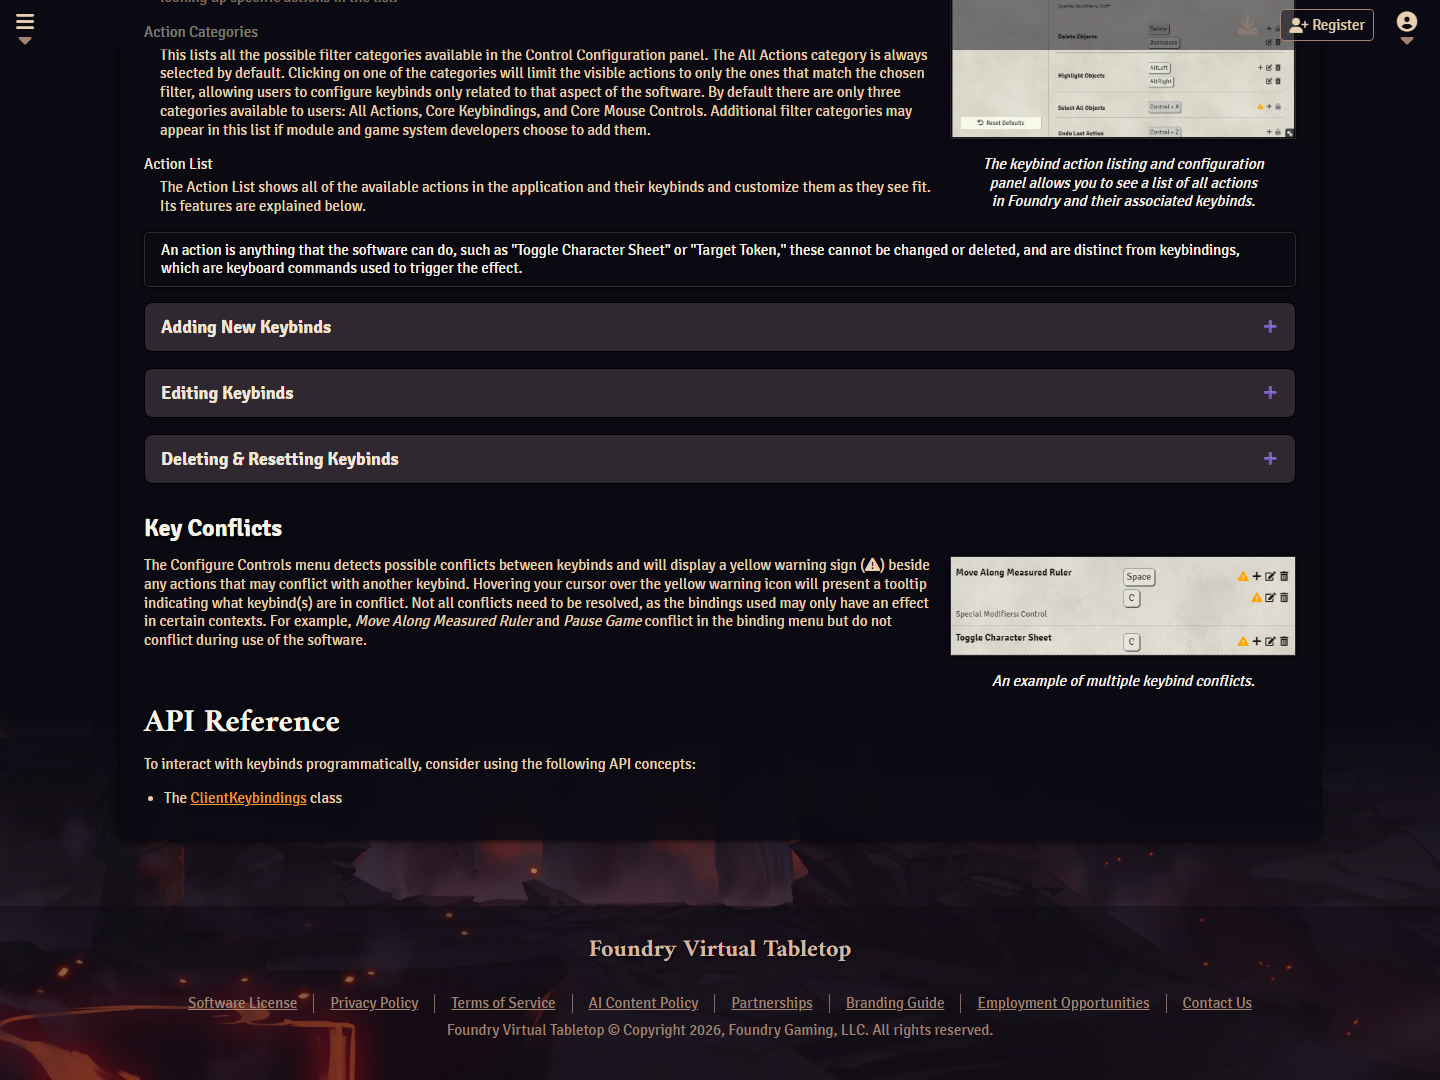 looking up specific actions in the list.
Action Categories
This lists all the possible filter categories available in the Control Configuration panel. The All Actions category is always
selected by default. Clicking on one of the categories will limit the visible actions to only the ones that match the chosen
filter, allowing users to configure keybinds only related to that aspect of the software. By default there are only three
categories available to users: All Actions, Core Keybindings, and Core Mouse Controls. Additional filter categories may
appear in this list if module and game system developers choose to add them.
Action List
The Action List shows all of the available actions in the application and their keybinds and customize them as they see fit.
Its features are explained below.
Special Modifiers: Shift
Delete Objects
Delete
Backspace
Highlight Objects
AltLeft
AltRight
Select All Objects
Control + A
Reset Defaults
Undo Last Action
Control + Z
The keybind action listing and configuration
panel allows you to see a list of all actions
in Foundry and their associated keybinds.
Register
An action is anything that the software can do, such as "Toggle Character Sheet" or "Target Token," these cannot be changed or deleted, and are distinct from keybindings,
which are keyboard commands used to trigger the effect.
Adding New Keybinds
Editing Keybinds
Deleting & Resetting Keybinds
Key Conflicts
The Configure Controls menu detects possible conflicts between keybinds and will display a yellow warning sign () beside
any actions that may conflict with another keybind. Hovering your cursor over the yellow warning icon will present a tooltip
indicating what keybind(s) are in conflict. Not all conflicts need to be resolved, as the bindings used may only have an effect
in certain contexts. For example, Move Along Measured Ruler and Pause Game conflict in the binding menu but do not
conflict during use of the software.
Move Along Measured Ruler
Space
C
Special Modifiers: Control
Toggle Character Sheet
C
An example of multiple keybind conflicts.
API Reference
To interact with keybinds programmatically, consider using the following API concepts:
• The ClientKeybindings class
Foundry Virtual Tabletop
Software License
Privacy Policy
Terms of Service
AI Content Policy
Partnerships
Branding Guide
Employment Opportunities
Contact Us
Foundry Virtual Tabletop © Copyright 2026, Foundry Gaming, LLC. All rights reserved.